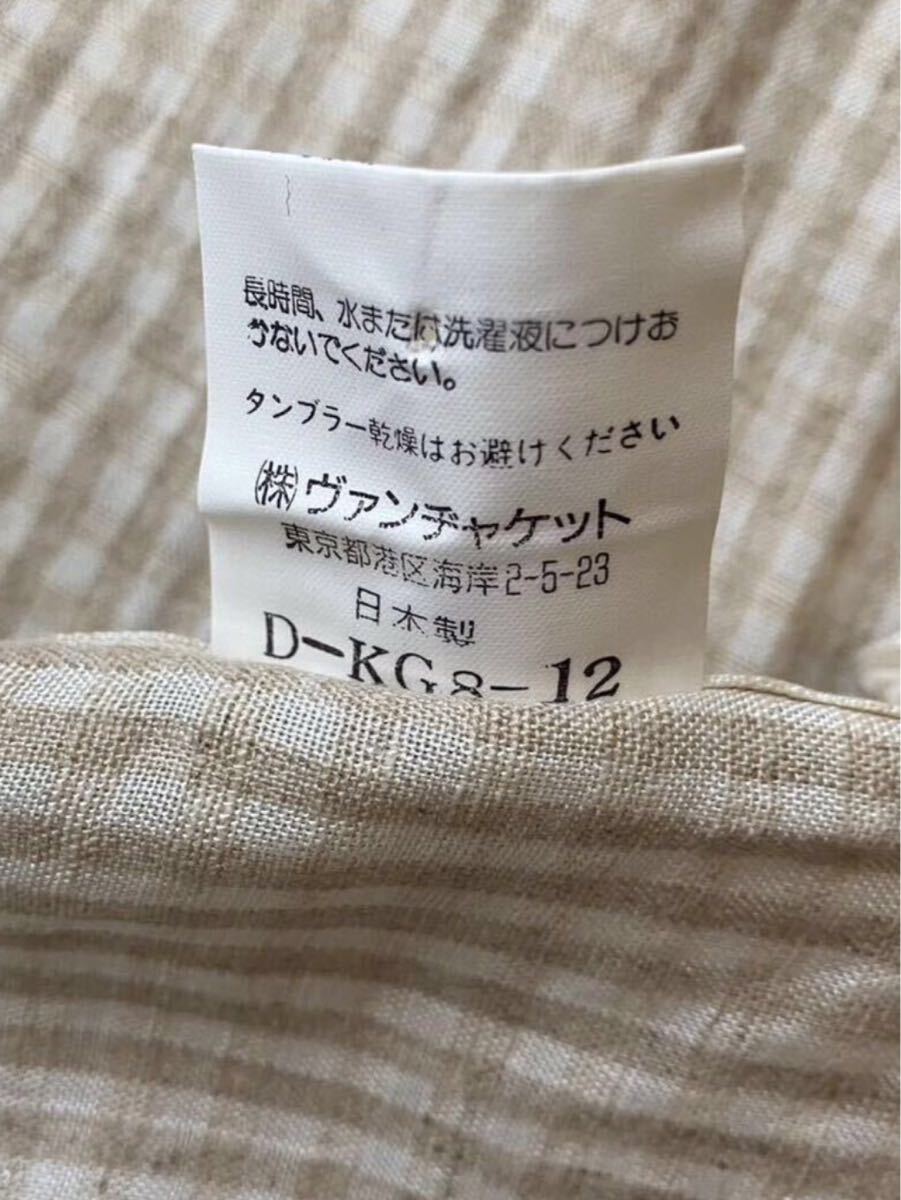 長時間、水または洗濯液につけお
かないでください。
タンブラー乾燥はお避けください
㈱ヴァンヂャケット
東京都港区海岸2-5-23
日本製
D-KG8-12